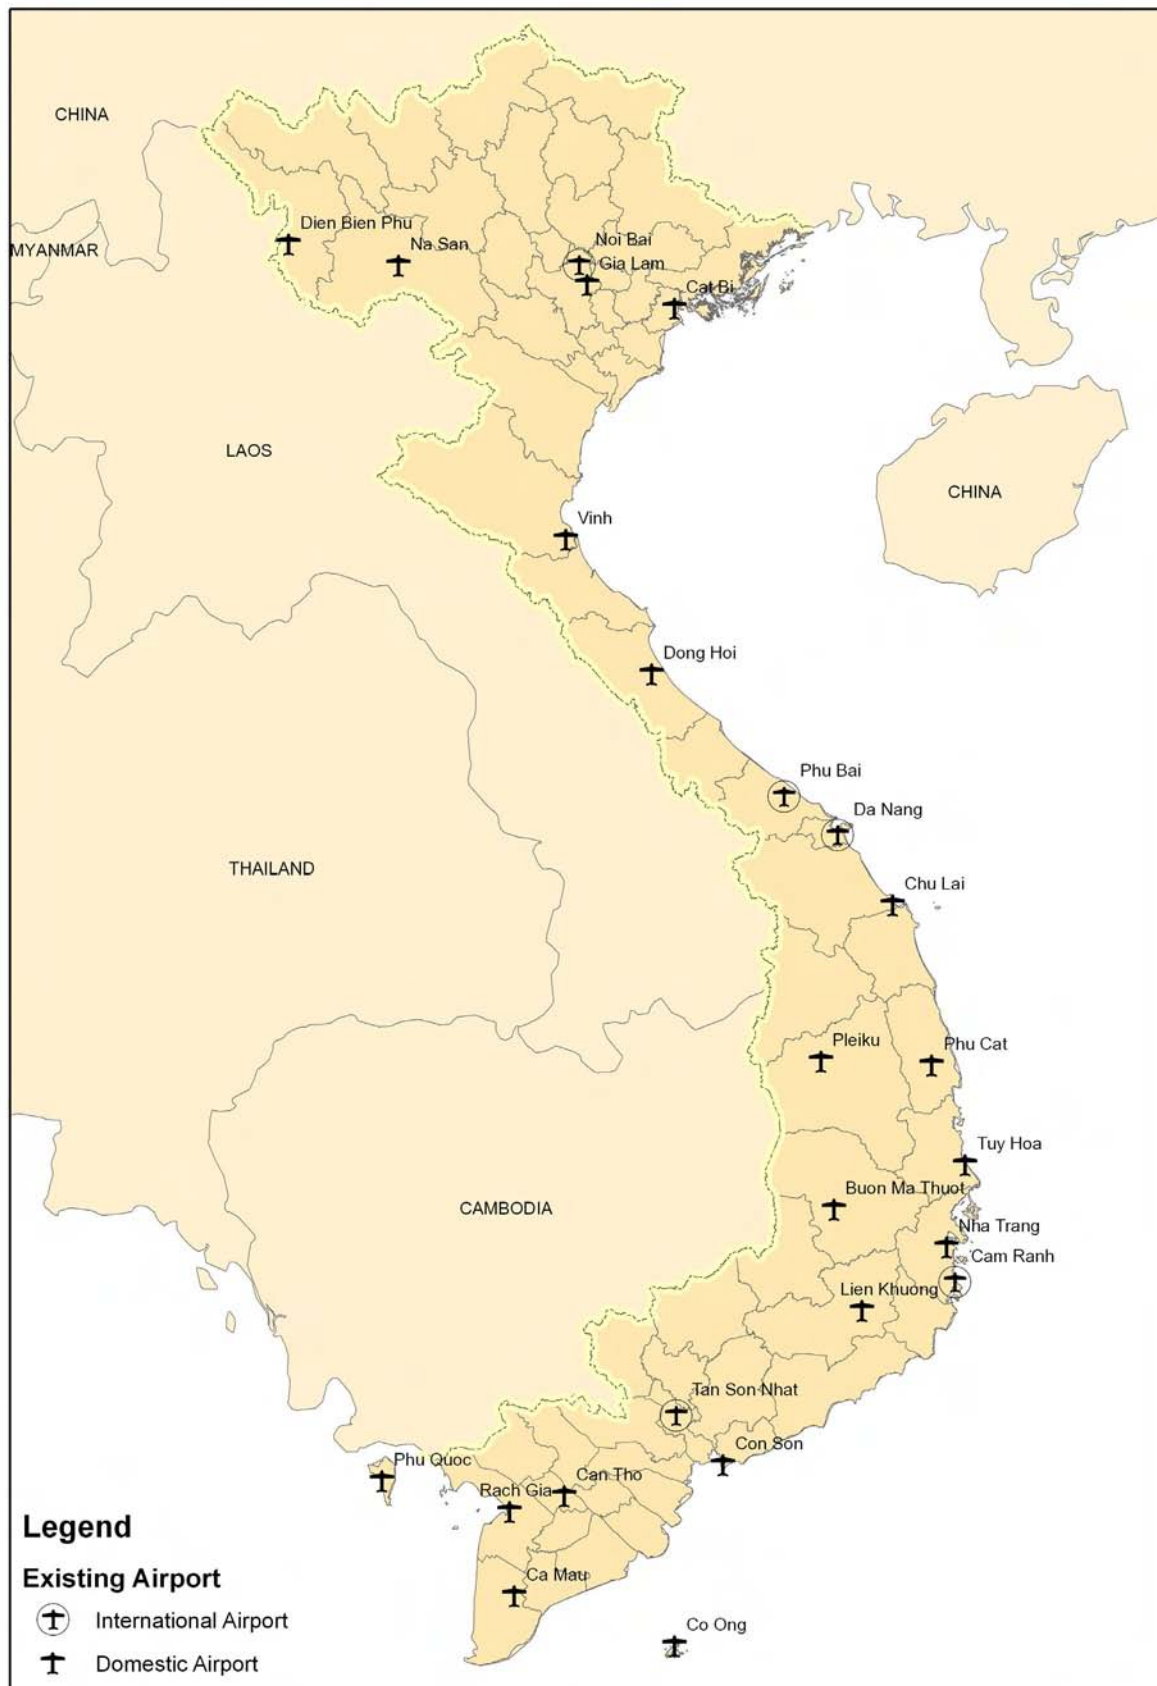 CHINA
Dien Bien Phu
Na San
Noi Bai
Gia Lam
MYANMAR
Cat Bi
LAOS
CHINA
Vinh
Dong Hoi
Phu Bai
Da Nang
THAILAND
Chu Lai
Pleiku
Phu Cat
Tuy Hoa
Buon Ma Thuot
CAMBODIA
Nha Trang
Cam Ranh
Lien Khuong
Tan Son Nhat
Con Son
Phu Quoc
Can Tho
Rach Gia
Ca Mau
Co Ong
Legend
Existing Airport
International Airport
Domestic Airport